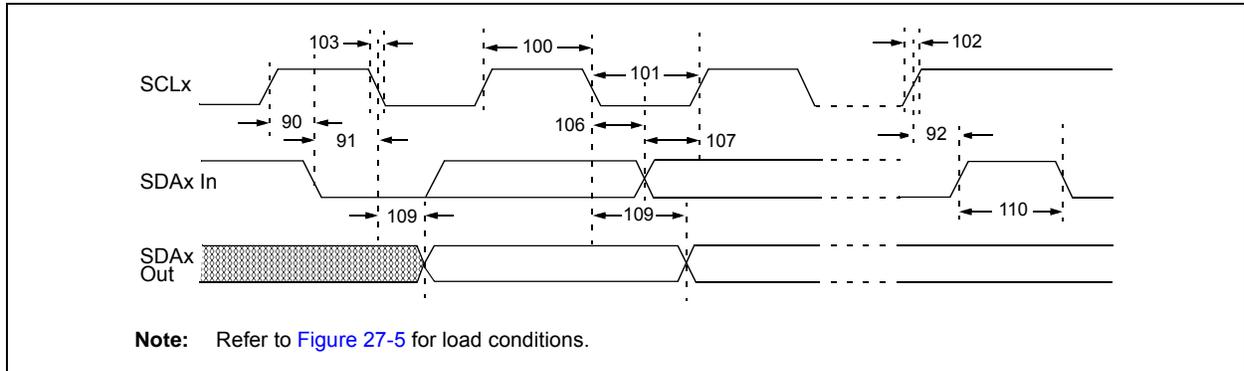 103
100
102
SCLx
101
90
91
106
107
92
SDAx In
109
109
110
SDAx
Out
Note: Refer to Figure 27-5 for load conditions.